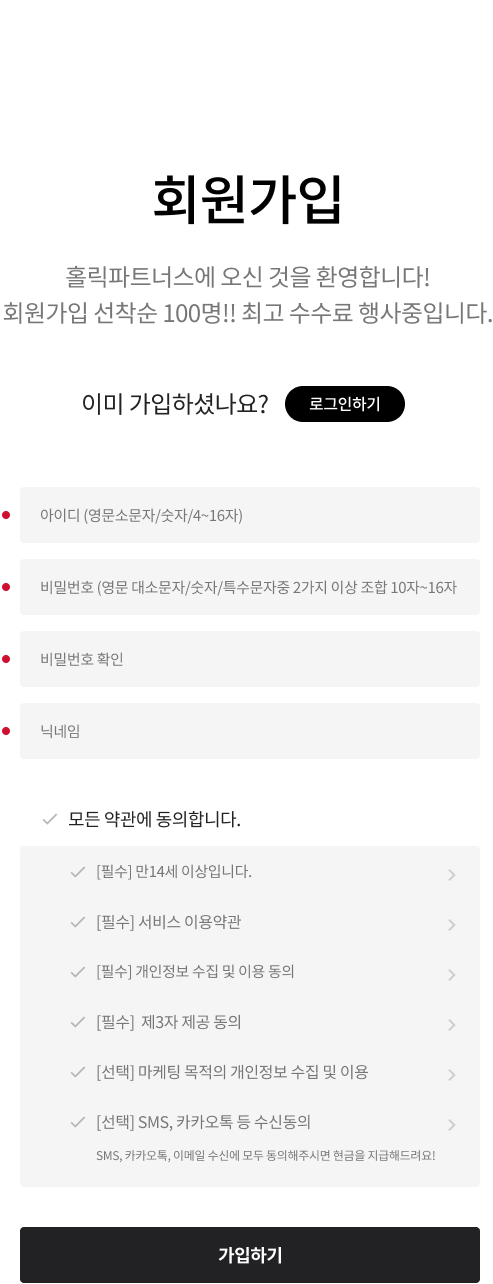 회원가입
홀릭파트너스에 오신 것을 환영합니다!
회원가입 선착순 100명!! 최고 수수료 행사중입니다.
이미 가입하셨나요? 로그인하기
아이디 (영문소문자/숫자/4~16자)
비밀번호 (영문 대소문자/숫자/특수문자중 2가지 이상 조합 10자~16자
비밀번호 확인
닉네임
모든 약관에 동의합니다.
[필수] 만14세 이상입니다.
[필수] 서비스 이용약관
[필수] 개인정보 수집 및 이용 동의
[필수] 제3자 제공 동의
[선택] 마케팅 목적의 개인정보 수집 및 이용
[선택] SMS, 카카오톡 등 수신동의
SMS, 카카오톡, 이메일 수신에 모두 동의해주시면 현금을 지급해드려요!
가입하기